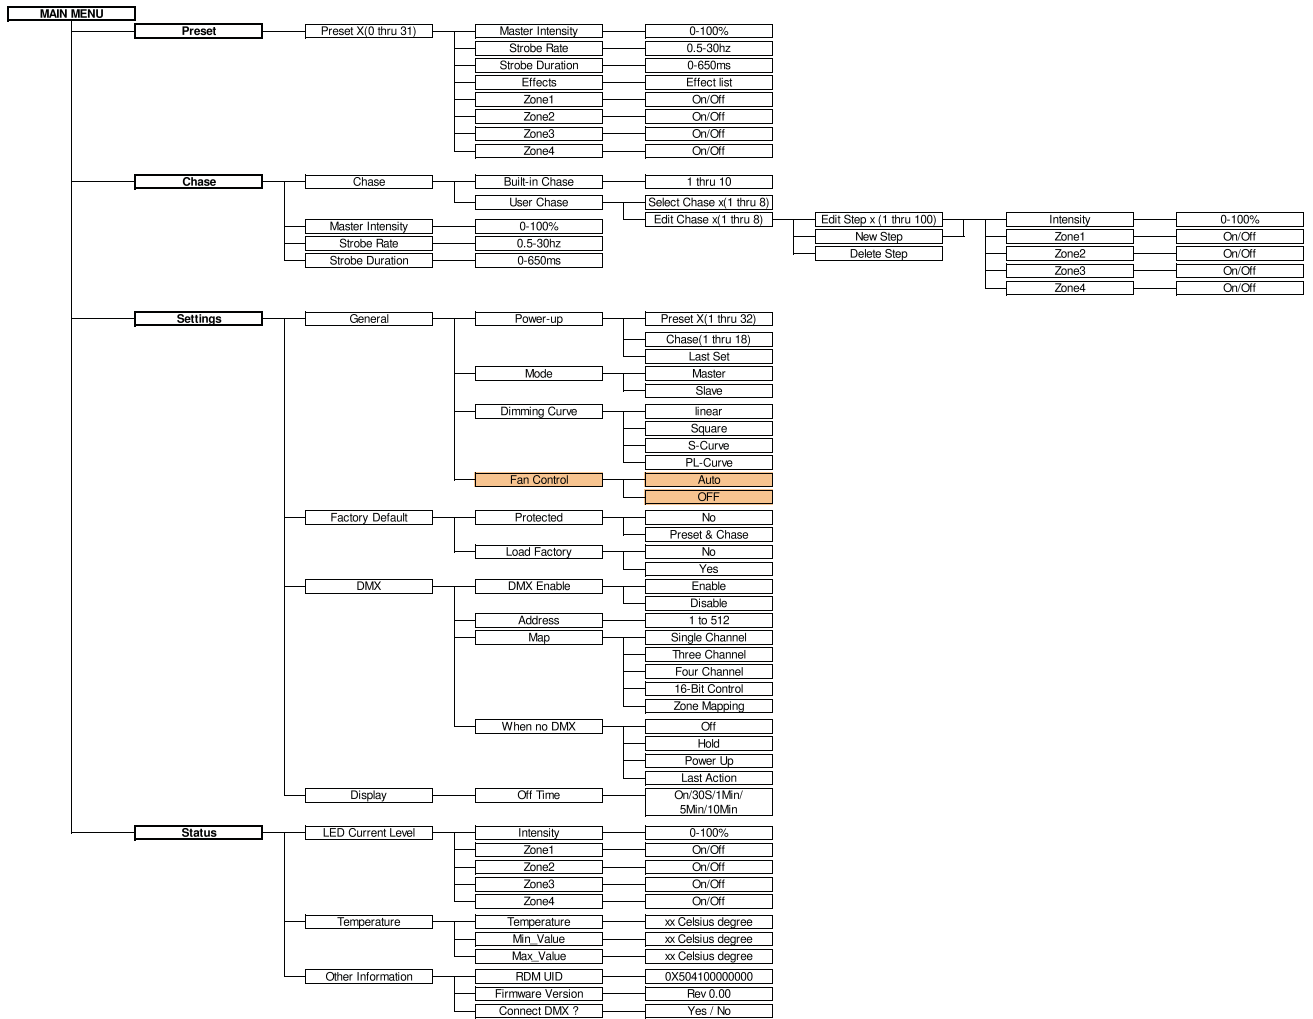 MAIN MENU
Preset Preset X(0 thru 31) Master Intensity 0-100%
Strobe Rate 0.5-30hz
Strobe Duration 0-650ms
Effects Effect list
Zone1 On/Off
Zone2 On/Off
Zone3 On/Off
Zone4 On/Off
Chase Chase Built-in Chase 1 thru 10
User Chase Select Chase x(1 thru 8)
Edit Chase x(1 thru 8) Edit Step x (1 thru 100) Intensity 0-100%
Master Intensity 0-100%
New Step Zone1 On/Off
Strobe Rate 0.5-30hz
Delete Step Zone2 On/Off
Strobe Duration 0-650ms
Zone3 On/Off
Zone4 On/Off
Settings General Power-up Preset X(1 thru 32)
Chase(1 thru 18)
Last Set
Mode Master
Slave
Dimming Curve linear
Square
S-Curve
PL-Curve
Fan Control Auto
OFF
Factory Default Protected No
Preset & Chase
Load Factory No
Yes
DMX DMX Enable Enable
Disable
Address 1 to 512
Map Single Channel
Three Channel
Four Channel
16-Bit Control
Zone Mapping
When no DMX Off
Hold
Power Up
Last Action
Display Off Time On/30S/1Min/
5Min/10Min
Status LED Current Level Intensity 0-100%
Zone1 On/Off
Zone2 On/Off
Zone3 On/Off
Zone4 On/Off
Temperature Temperature xx Celsius degree
Min_Value xx Celsius degree
Max_Value xx Celsius degree
Other Information RDM UID 0X504100000000
Firmware Version Rev 0.00
Connect DMX ? Yes / No